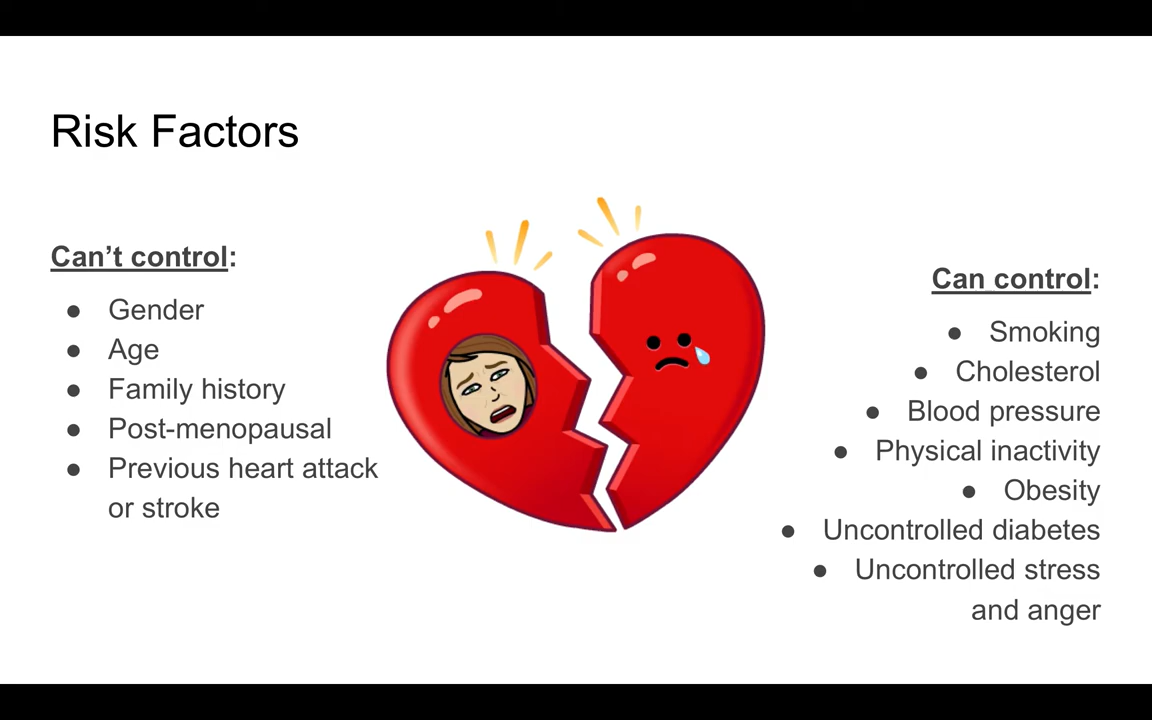 Risk Factors
Can’t control:
● Gender
● Age
● Family history
● Post-menopausal
● Previous heart attack
or stroke
Can control:
● Smoking
● Cholesterol
● Blood pressure
● Physical inactivity
● Obesity
● Uncontrolled diabetes
● Uncontrolled stress
and anger